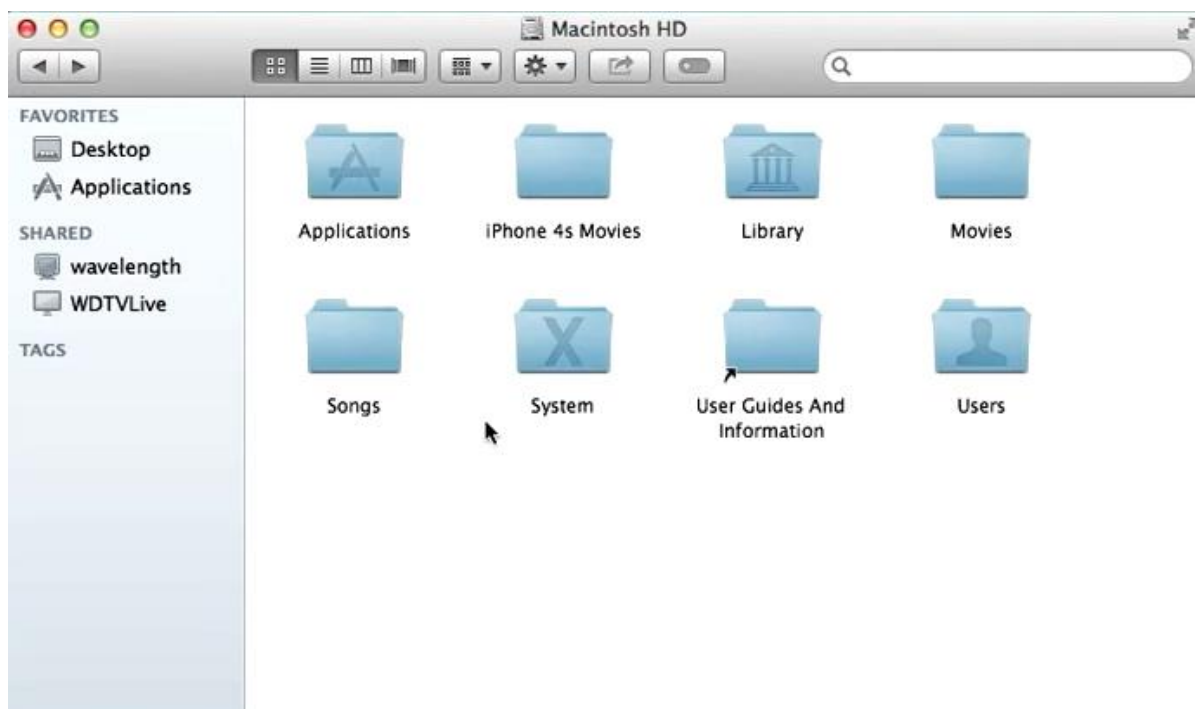 Macintosh HD
FAVORITES
Desktop
Applications
SHARED
wavelength
WDTVLive
TAGS
Applications
iPhone 4s Movies
Library
Movies
Songs
System
User Guides And
Information
Users